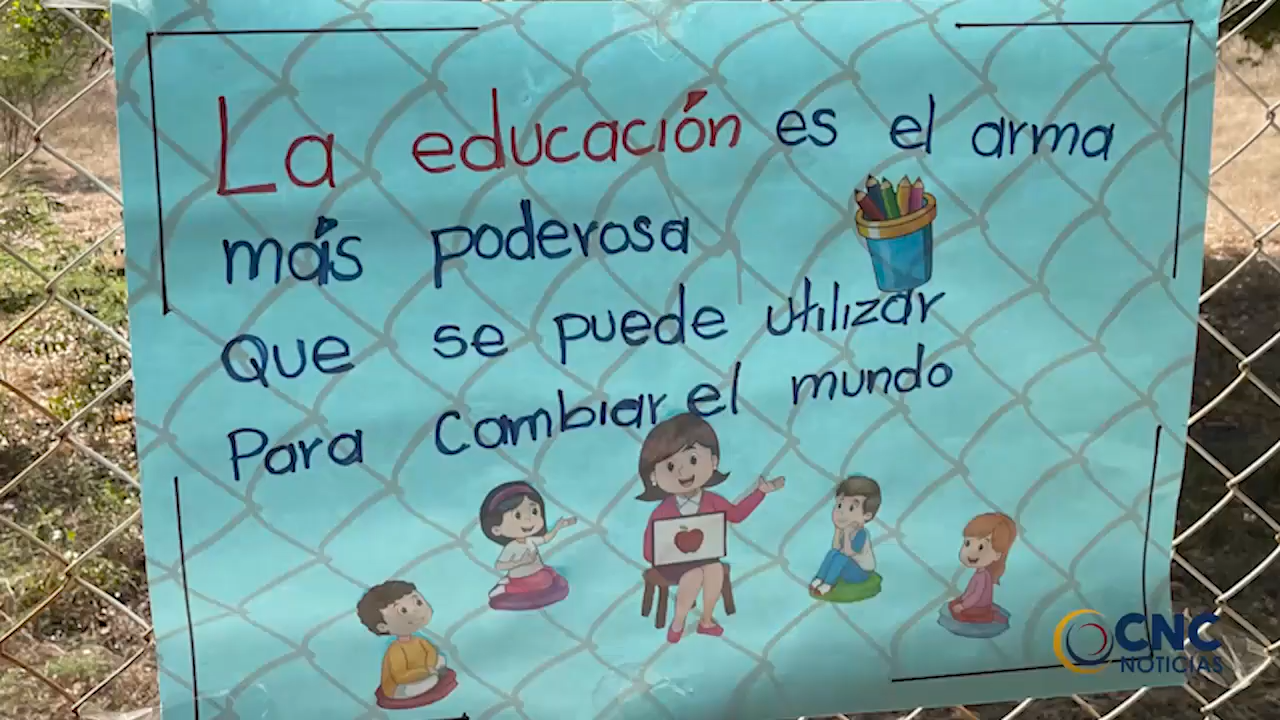 La educación es el arma
más poderosa
Que se puede utilizar
Para cambiar el mundo
CNC
NOTICIAS